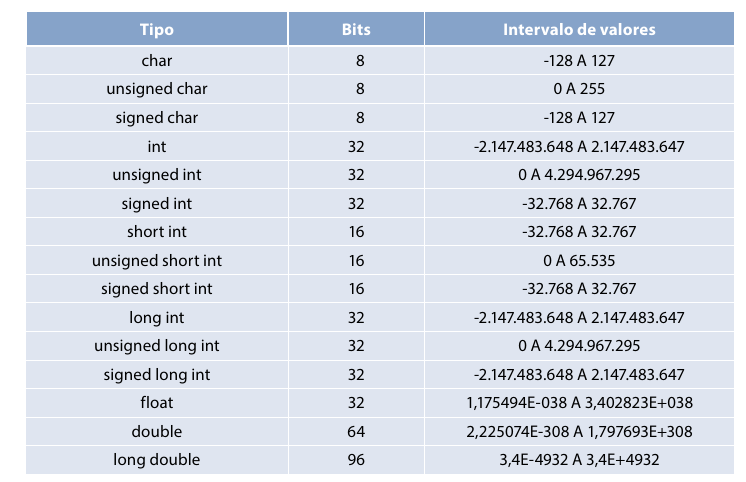 Tipo Bits Intervalo de valores
char 8 -128 A 127
unsigned char 8 0 A 255
signed char 8 -128 A 127
int 32 -2.147.483.648 A 2.147.483.647
unsigned int 32 0 A 4.294.967.295
signed int 32 -32.768 A 32.767
short int 16 -32.768 A 32.767
unsigned short int 16 0 A 65.535
signed short int 16 -32.768 A 32.767
long int 32 -2.147.483.648 A 2.147.483.647
unsigned long int 32 0 A 4.294.967.295
signed long int 32 -2.147.483.648 A 2.147.483.647
float 32 1,175494E-038 A 3,402823E+038
double 64 2,225074E-308 A 1,797693E+308
long double 96 3,4E-4932 A 3,4E+4932